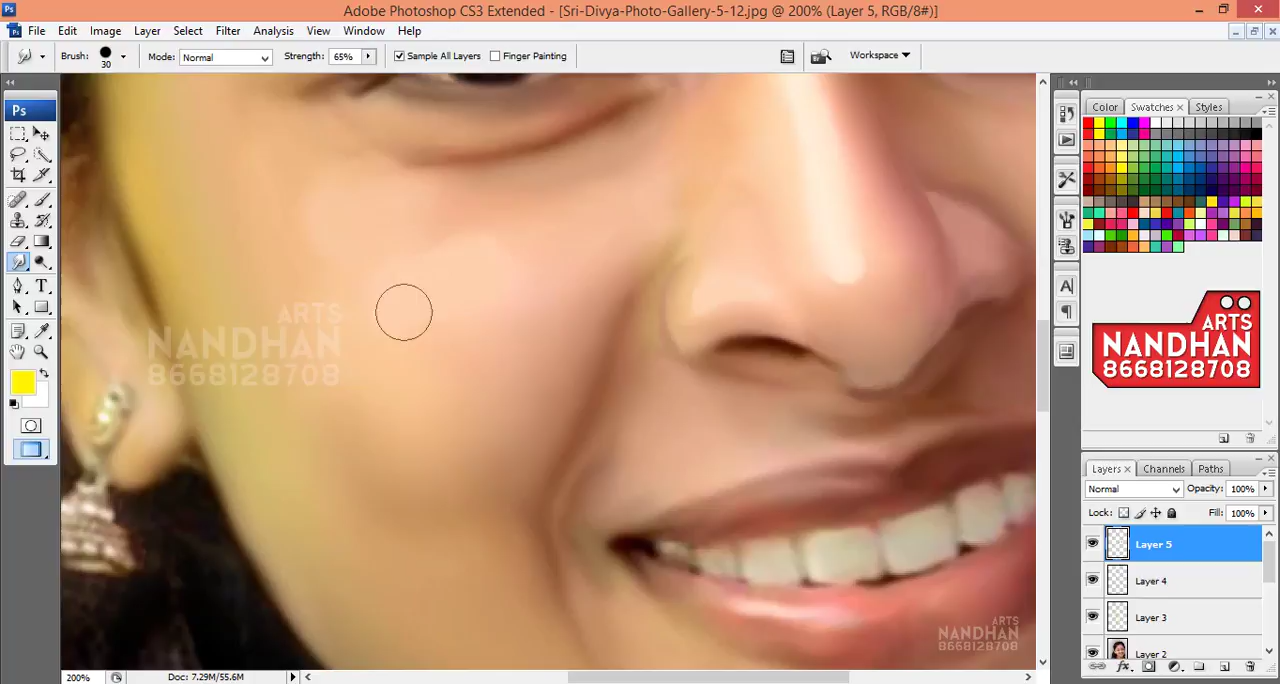 Adobe Photoshop CS3 Extended - [Sri-Divya-Photo-Gallery-5-12.jpg @ 200% (Layer 5, RGB/8#)]
File Edit Image Layer Select Filter Analysis View Window Help
Brush: 30 Mode: Normal Strength: 65% Sample All Layers Finger Painting Workspace
Ps
Color Swatches Styles
ARTS
NANDHAN
8668128708
ARTS
NANDHAN
8668128708
Layers Channels Paths
Normal Opacity: 100%
Lock: Fill: 100%
Layer 5
Layer 4
Layer 3
Layer 2
ARTS
NANDHAN
8668128708
200% Doc: 7.29M/55.6M